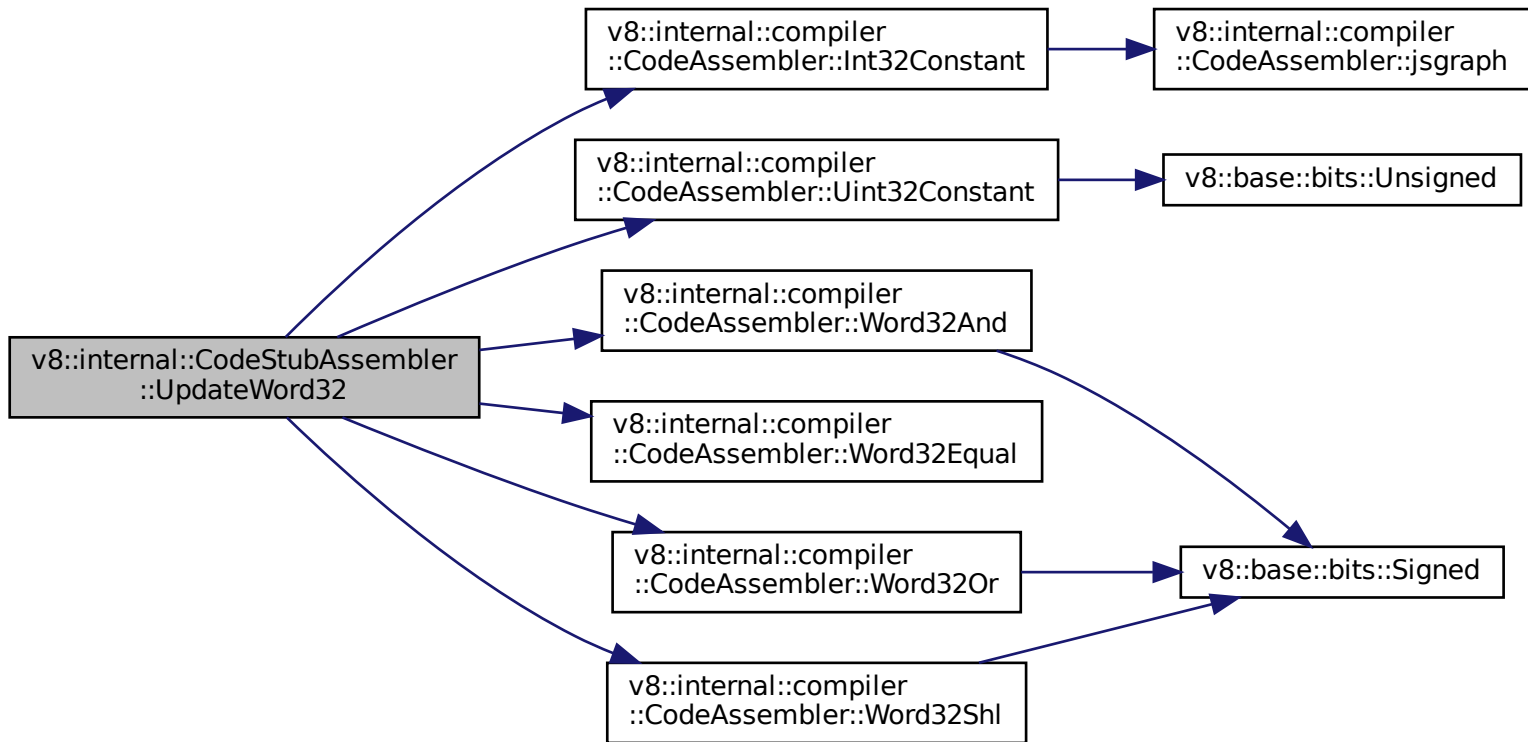 v8::internal::compiler
::CodeAssembler::Int32Constant
v8::internal::compiler
::CodeAssembler::jsgraph
v8::internal::compiler
::CodeAssembler::Uint32Constant
v8::base::bits::Unsigned
v8::internal::compiler
::CodeAssembler::Word32And
v8::internal::CodeStubAssembler
::UpdateWord32
v8::internal::compiler
::CodeAssembler::Word32Equal
v8::internal::compiler
::CodeAssembler::Word32Or
v8::base::bits::Signed
v8::internal::compiler
::CodeAssembler::Word32Shl